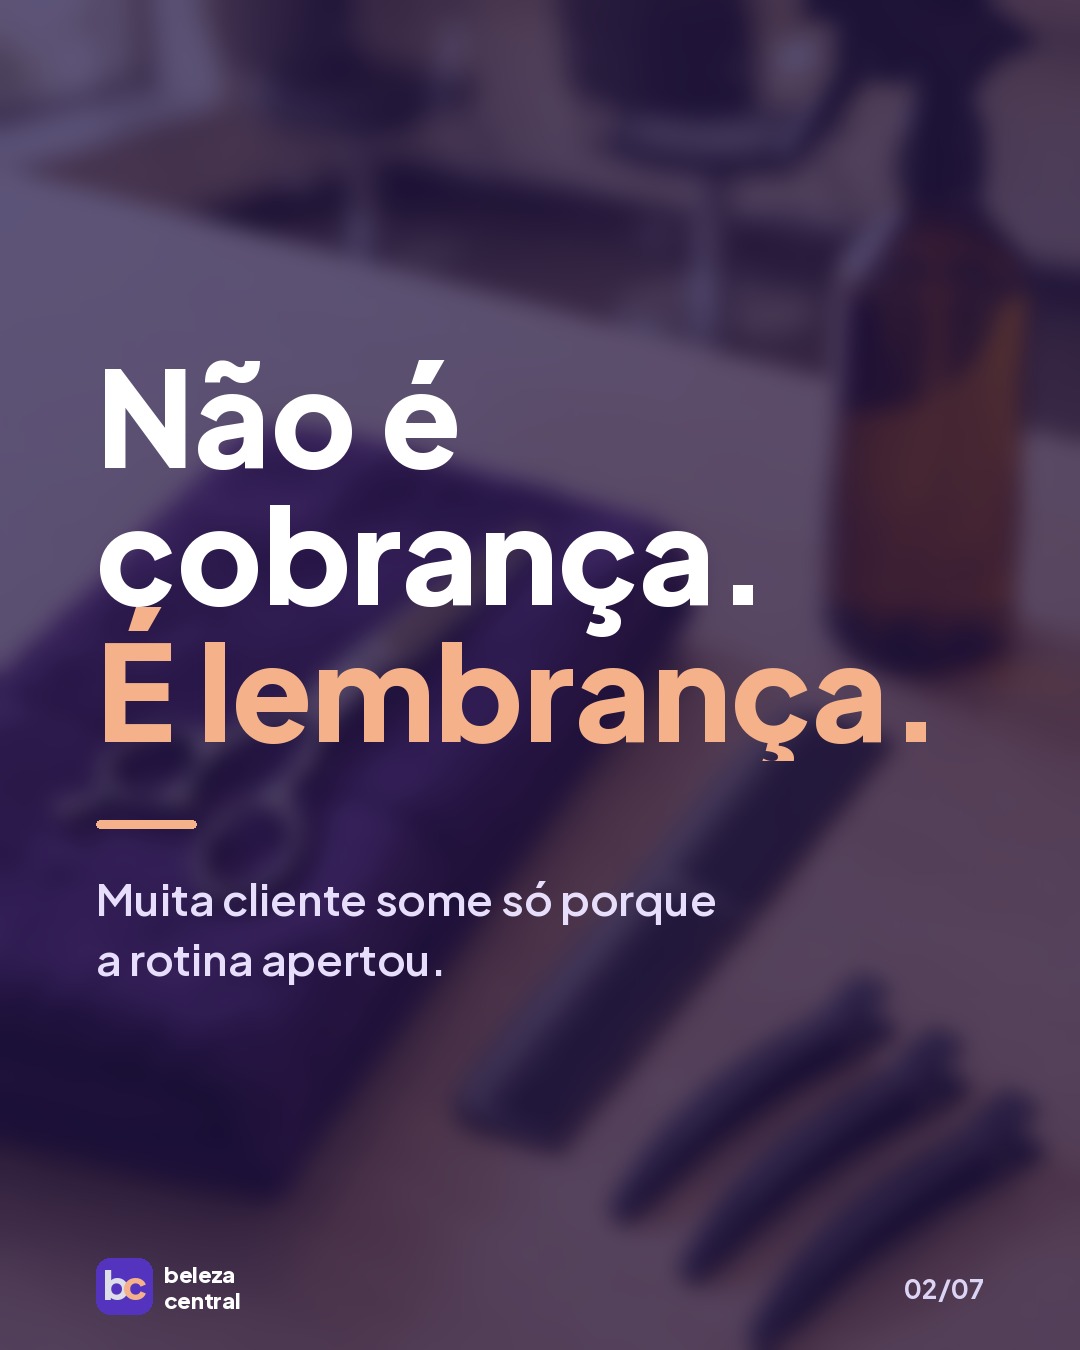 Não é
cobrança.
É lembrança.
Muita cliente some só porque
a rotina apertou.
bc
beleza
central
02/07